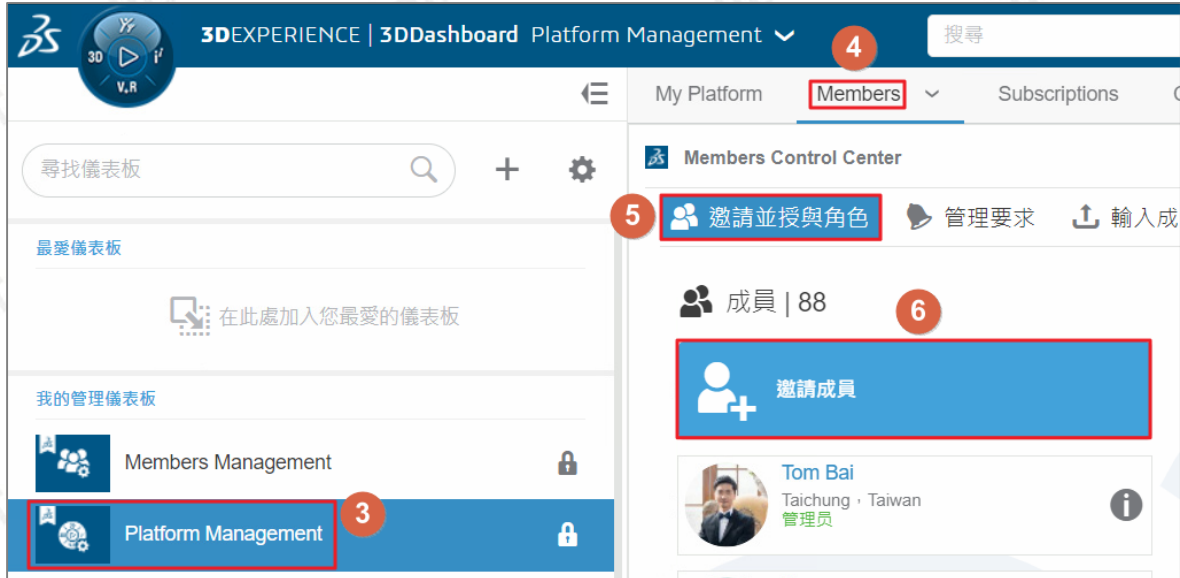 3DEXPERIENCE | 3DDashboard Platform Management
搜尋
3D
V.R
4
My Platform
Members
Subscriptions
尋找儀表板
Members Control Center
5
邀請並授與角色
管理要求
輸入成
最愛儀表板
在此處加入您最愛的儀表板
成員 | 88
6
邀請成員
我的管理儀表板
Members Management
Tom Bai
Taichung，Taiwan
管理员
Platform Management
3